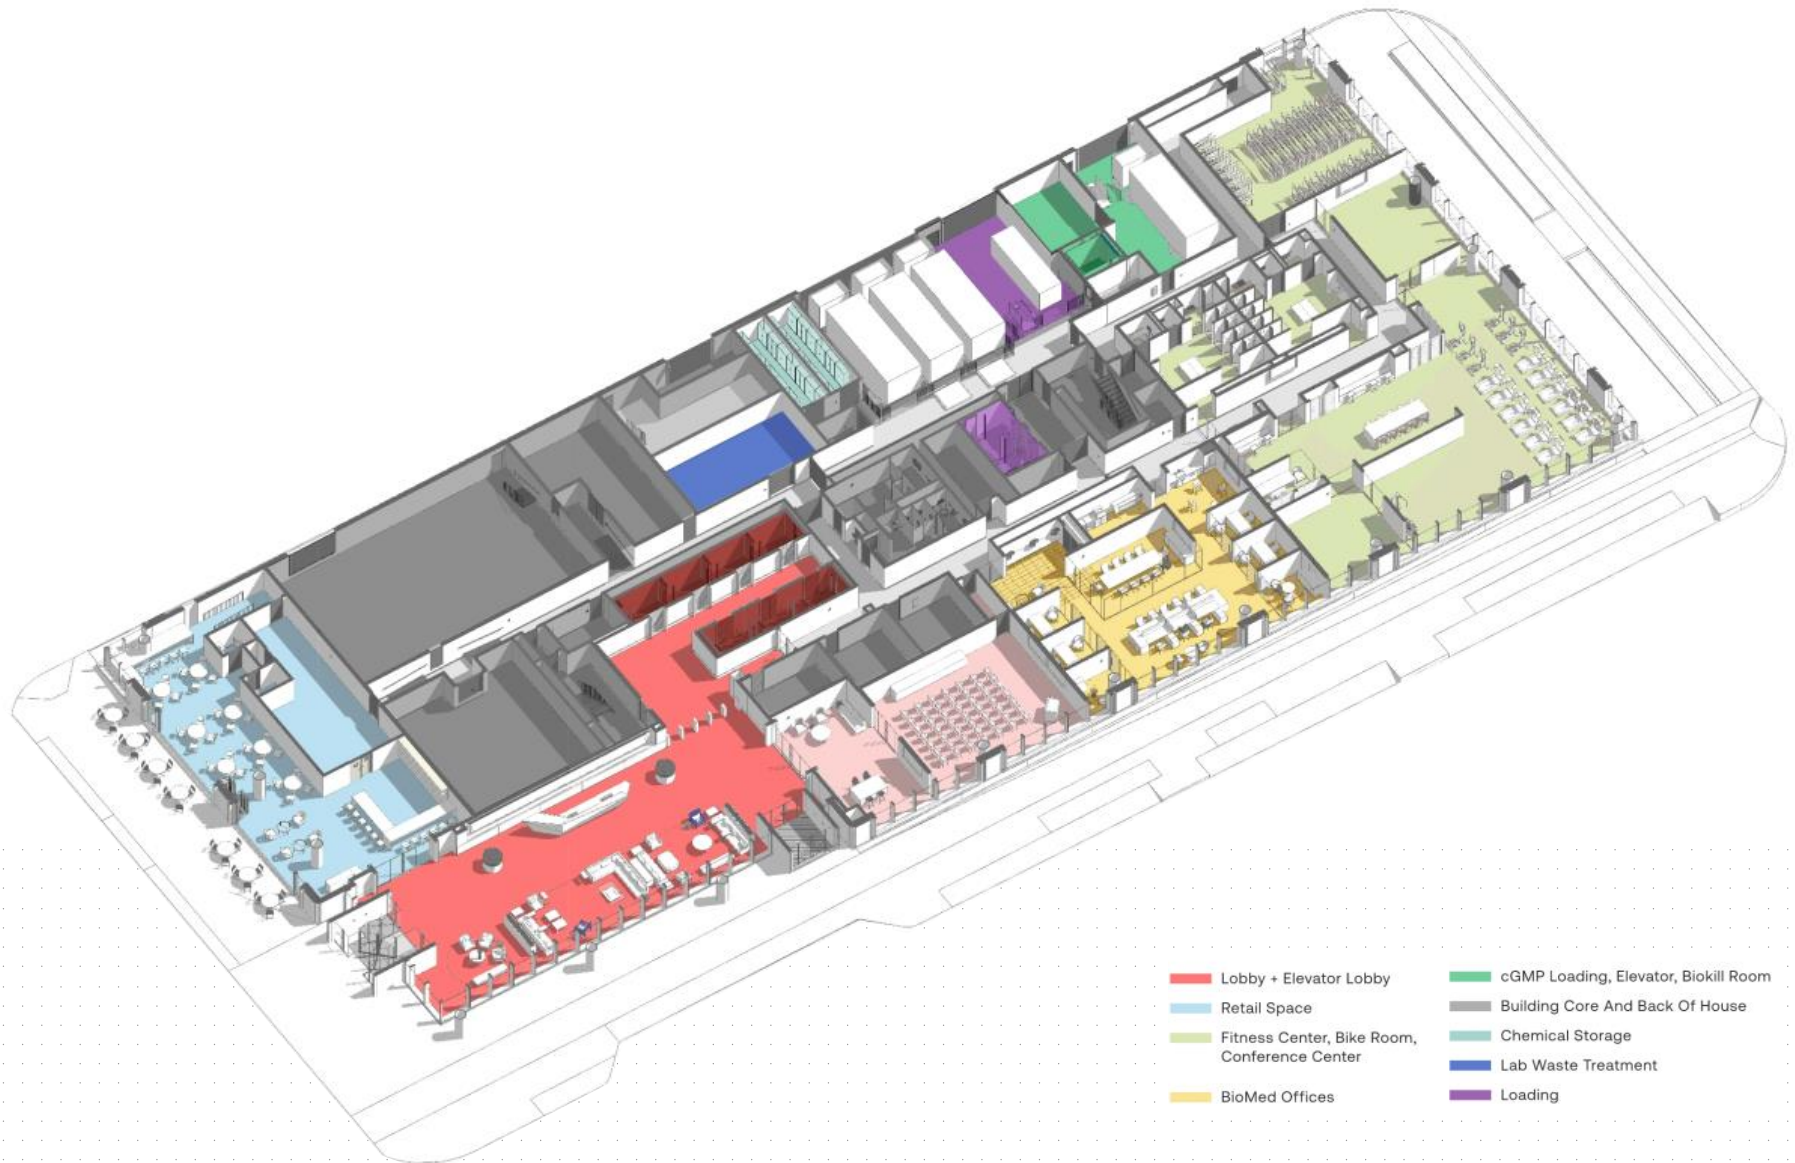 Lobby + Elevator Lobby
Retail Space
Fitness Center, Bike Room,
Conference Center
BioMed Offices
cGMP Loading, Elevator, Biokill Room
Building Core And Back Of House
Chemical Storage
Lab Waste Treatment
Loading